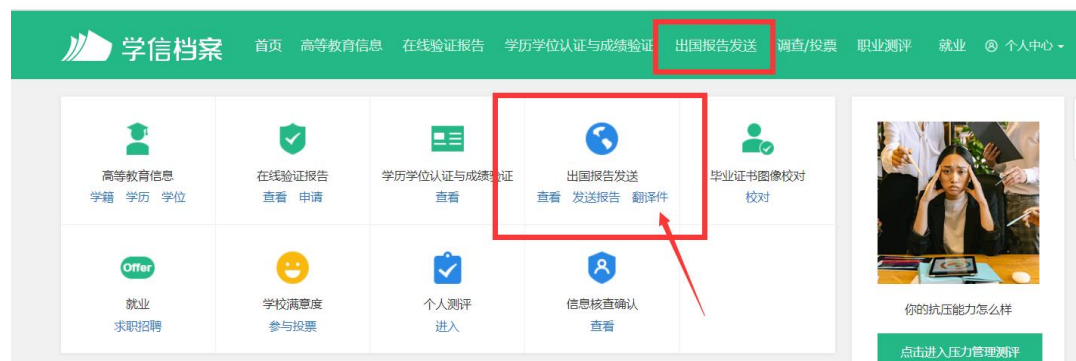 学信档案 首页 高等教育信息 在线验证报告 学历学位认证与成绩验证 出国报告发送 调查/投票 职业测评 就业 个人中心
高等教育信息 在线验证报告 学历学位认证与成绩验证 出国报告发送 毕业证书图像校对
学籍 学历 学位 查看 申请 查看 查看 发送报告 翻译件 校对
Offer
就业 学校满意度 个人测评 信息核查确认
求职招聘 参与投票 进入 查看
你的抗压能力怎么样
点击进入压力管理测评